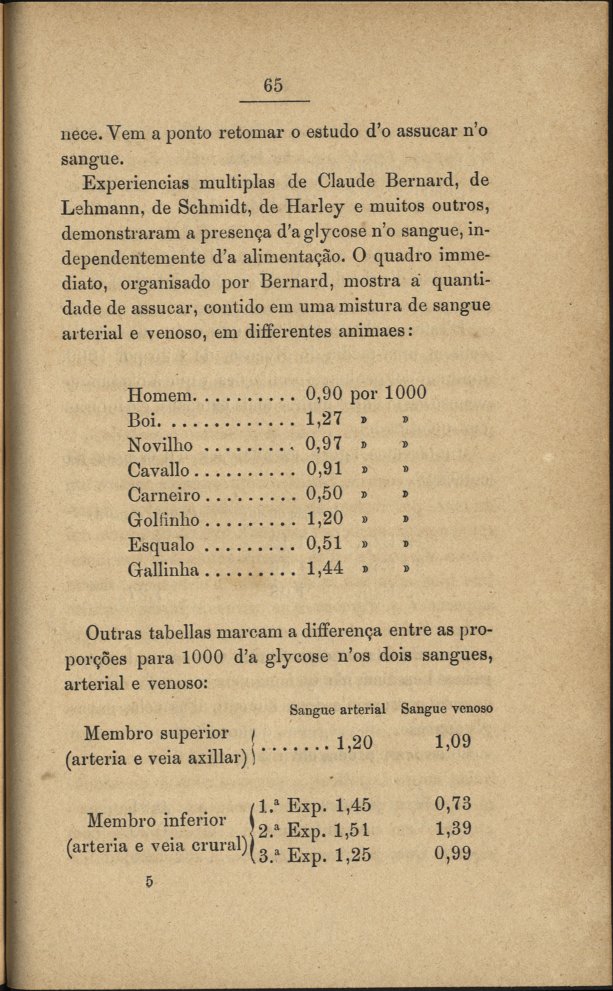 65
nece. Vem a ponto retomar o estudo d'o assucar n'o
sangue.
Experiencias multiplas de Claude Bernard, de
Lehmann, de Schmidt, de Harley e muitos outros,
demonstraram a presença d'a glycose n'o sangue, in-
dependentemente d'a alimentação. O quadro imme-
diato, organisado por Bernard, mostra a quanti-
dade de assucar, contido em uma mistura de sangue
arterial e venoso, em differentes animaes:
Homem. . . . . . . . . . 0,90 por 1000
Boi. . . . . . . . . . . . . 1,27 » »
Novilho . . . . . . . . . 0,97 » »
Cavallo . . . . . . . . . . 0,91 » »
Carneiro . . . . . . . . . 0,50 » »
Golfinho . . . . . . . . . 1,20 » »
Esqualo . . . . . . . . . 0,51 » »
Gallinha . . . . . . . . . 1,44 » »
Outras tabellas marcam a differença entre as pro-
porções para 1000 d'a glycose n'os dois sangues,
arterial e venoso:
Sangue arterial Sangue venoso
Membro superior
(arteria e veia axillar) . . . . . . . 1,20 1,09
Membro inferior
(arteria e veia crural)
1.ª Exp. 1,45 0,73
2.ª Exp. 1,51 1,39
3.ª Exp. 1,25 0,99
5